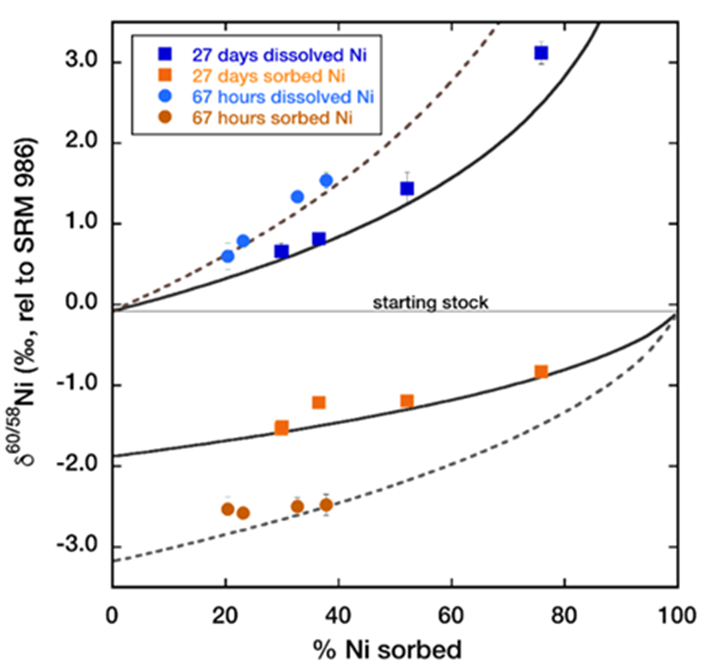 27 days dissolved Ni
27 days sorbed Ni
67 hours dissolved Ni
67 hours sorbed Ni
3.0
2.0
1.0
0.0
-1.0
-2.0
-3.0
δ60/58Ni (‰, rel to SRM 986)
starting stock
0 20 40 60 80 100
% Ni sorbed